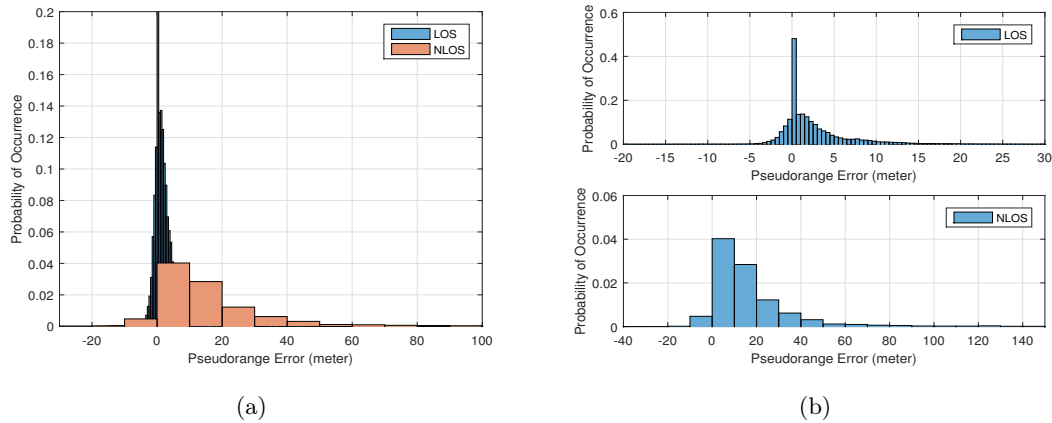 0.2
0.18
0.16
0.14
0.12
0.1
0.08
0.06
0.04
0.02
0
Probability of Occurrence
LOS
NLOS
-20 0 20 40 60 80 100
Pseudorange Error (meter)
(a)
0.6
0.4
0.2
0
Probability of Occurrence
LOS
-20 -15 -10 -5 0 5 10 15 20 25 30
Pseudorange Error (meter)
0.06
0.04
0.02
0
Probability of Occurrence
NLOS
-40 -20 0 20 40 60 80 100 120 140
Pseudorange Error (meter)
(b)